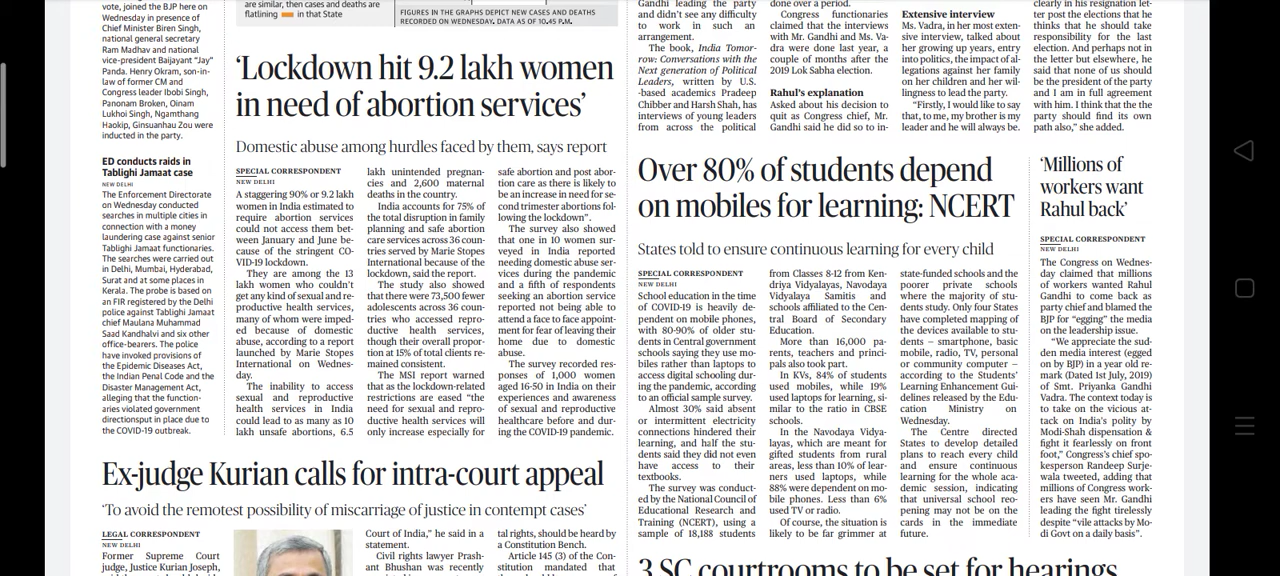 vote, joined the BJP here on
Wednesday in presence of
Chief Minister Biren Singh,
national general secretary
Ram Madhav and national
vice-president Baijayant “Jay”
Panda. Henry Okram, son-in-
law of former CM and
Congress leader Ibobi Singh,
Panonam Broken, Oinam
Lukhoi Singh, Ngamthang
Haokip, Ginsuanhau Zou were
inducted in the party.
ED conducts raids in
Tablighi Jamaat case
NEW DELHI
The Enforcement Directorate
on Wednesday conducted
searches in multiple cities in
connection with a money
laundering case against senior
Tablighi Jamaat functionaries.
The searches were carried out
in Delhi, Mumbai, Hyderabad,
Surat and at some places in
Kerala. The probe is based on
an FIR registered by the Delhi
police against Tablighi Jamaat
chief Maulana Muhammad
Saad Kandhalvi and six other
office-bearers. The police
have invoked provisions of
the Epidemic Diseases Act,
the Indian Penal Code and the
Disaster Management Act,
alleging that the function-
aries violated government
directionsput in place due to
the COVID-19 outbreak.
are similar, then cases and deaths are
flatlining in that State
FIGURES IN THE GRAPHS DEPICT NEW CASES AND DEATHS
RECORDED ON WEDNESDAY. DATA AS OF 10.45 P.M.
‘Lockdown hit 9.2 lakh women
in need of abortion services’
Domestic abuse among hurdles faced by them, says report
SPECIAL CORRESPONDENT
NEW DELHI
A staggering 90% or 9.2 lakh
women in India estimated to
require abortion services
could not access them bet-
ween January and June be-
cause of the stringent CO-
VID-19 lockdown.
They are among the 13
lakh women who couldn’t
get any kind of sexual and re-
productive health services,
many of whom were imped-
ed because of domestic
abuse, according to a report
launched by Marie Stopes
International on Wednes-
day.
The inability to access
sexual and reproductive
health services in India
could lead to as many as 10
lakh unsafe abortions, 6.5
lakh unintended pregnan-
cies and 2,600 maternal
deaths in the country.
India accounts for 75% of
the total disruption in family
planning and safe abortion
care services across 36 coun-
tries served by Marie Stopes
International because of the
lockdown, said the report.
The study also showed
that there were 73,500 fewer
adolescents across 36 coun-
tries who accessed repro-
ductive health services,
though their overall propor-
tion at 15% of total clients re-
mained consistent.
The MSI report warned
that as the lockdown-related
restrictions are eased “the
need for sexual and repro-
ductive health services will
only increase especially for
safe abortion and post abor-
tion care as there is likely to
be an increase in need for se-
cond trimester abortions fol-
lowing the lockdown”.
The survey also showed
that one in 10 women sur-
veyed in India reported
needing domestic abuse ser-
vices during the pandemic
and a fifth of respondents
seeking an abortion service
reported not being able to
attend a face to face appoint-
ment for fear of leaving their
home due to domestic
abuse.
The survey recorded res-
ponses of 1,000 women
aged 16-50 in India on their
experiences and awareness
of sexual and reproductive
healthcare before and dur-
ing the COVID-19 pandemic.
Ex-judge Kurian calls for intra-court appeal
‘To avoid the remotest possibility of miscarriage of justice in contempt cases’
LEGAL CORRESPONDENT
NEW DELHI
Former Supreme Court
judge, Justice Kurian Joseph,
Court of India,” he said in a
statement.
Civil rights lawyer Prash-
ant Bhushan was recently
tal rights, should be heard by
a Constitution Bench.
Article 145 (3) of the Con-
stitution mandated that
Gandhi leading the party
and didn’t see any difficulty
to work in such an
arrangement.
The book, India Tomor-
row: Conversations with the
Next generation of Political
Leaders, written by U.S.
-based academics Pradeep
Chibber and Harsh Shah, has
interviews of young leaders
from across the political
done over a period.
Congress functionaries
claimed that the interviews
with Mr. Gandhi and Ms. Va-
dra were done last year, a
couple of months after the
2019 Lok Sabha election.
Rahul’s explanation
Asked about his decision to
quit as Congress chief, Mr.
Gandhi said he did so to in-
Extensive interview
Ms. Vadra, in her most exten-
sive interview, talked about
her growing up years, entry
into politics, the impact of al-
legations against her family
on her children and her wil-
lingness to lead the party.
“Firstly, I would like to say
that, to me, my brother is my
leader and he will always be.
clearly in his resignation let-
ter post the elections that he
thinks that he should take
responsibility for the last
election. And perhaps not in
the letter but elsewhere, he
said that none of us should
be the president of the party
and I am in full agreement
with him. I think that the the
party should find its own
path also,” she added.
Over 80% of students depend
on mobiles for learning: NCERT
States told to ensure continuous learning for every child
SPECIAL CORRESPONDENT
NEW DELHI
School education in the time
of COVID-19 is heavily de-
pendent on mobile phones,
with 80-90% of older stu-
dents in Central government
schools saying they use mo-
biles rather than laptops to
access digital schooling dur-
ing the pandemic, according
to an official sample survey.
Almost 30% said absent
or intermittent electricity
connections hindered their
learning, and half the stu-
dents said they did not even
have access to their
textbooks.
The survey was conduct-
ed by the National Council of
Educational Research and
Training (NCERT), using a
sample of 18,188 students
from Classes 8-12 from Ken-
driya Vidyalayas, Navodaya
Vidyalaya Samitis and
schools affiliated to the Cen-
tral Board of Secondary
Education.
More than 16,000 pa-
rents, teachers and princi-
pals also took part.
In KVs, 84% of students
used mobiles, while 19%
used laptops for learning, si-
milar to the ratio in CBSE
schools.
In the Navodaya Vidya-
layas, which are meant for
gifted students from rural
areas, less than 10% of lear-
ners used laptops, while
88% were dependent on mo-
bile phones. Less than 6%
used TV or radio.
Of course, the situation is
likely to be far grimmer at
state-funded schools and the
poorer private schools
where the majority of stu-
dents study. Only four States
have completed mapping of
the devices available to stu-
dents — smartphone, basic
mobile, radio, TV, personal
or community computer —
according to the Students’
Learning Enhancement Gui-
delines released by the Edu-
cation Ministry on
Wednesday.
The Centre directed
States to develop detailed
plans to reach every child
and ensure continuous
learning for the whole aca-
demic session, indicating
that universal school reo-
pening may not be on the
cards in the immediate
future.
‘Millions of
workers want
Rahul back’
SPECIAL CORRESPONDENT
NEW DELHI
The Congress on Wednes-
day claimed that millions
of workers wanted Rahul
Gandhi to come back as
party chief and blamed the
BJP for “egging” the media
on the leadership issue.
“We appreciate the sud-
den media interest (egged
on by BJP) in a year old re-
mark (Dated 1st July, 2019)
of Smt. Priyanka Gandhi
Vadra. The context today is
to take on the vicious at-
tack on India’s polity by
Modi-Shah dispensation &
fight it fearlessly on front
foot,” Congress’s chief spo-
kesperson Randeep Surje-
wala tweeted, adding that
millions of Congress work-
ers have seen Mr. Gandhi
leading the fight tirelessly
despite “vile attacks by Mo-
di Govt on a daily basis”.
3 SC courtrooms to be set for hearings